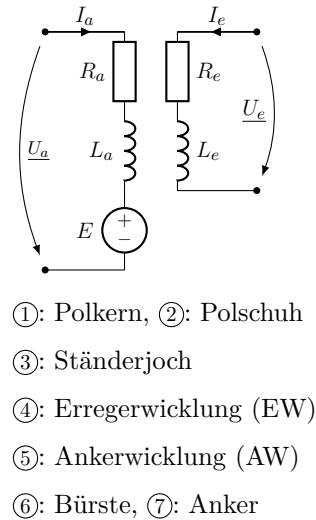 I_a I_e
R_a R_e
U_a L_a L_e U_e
E + −
①: Polkern, ②: Polschuh
③: Ständerjoch
④: Erregerwicklung (EW)
⑤: Ankerwicklung (AW)
⑥: Bürste, ⑦: Anker